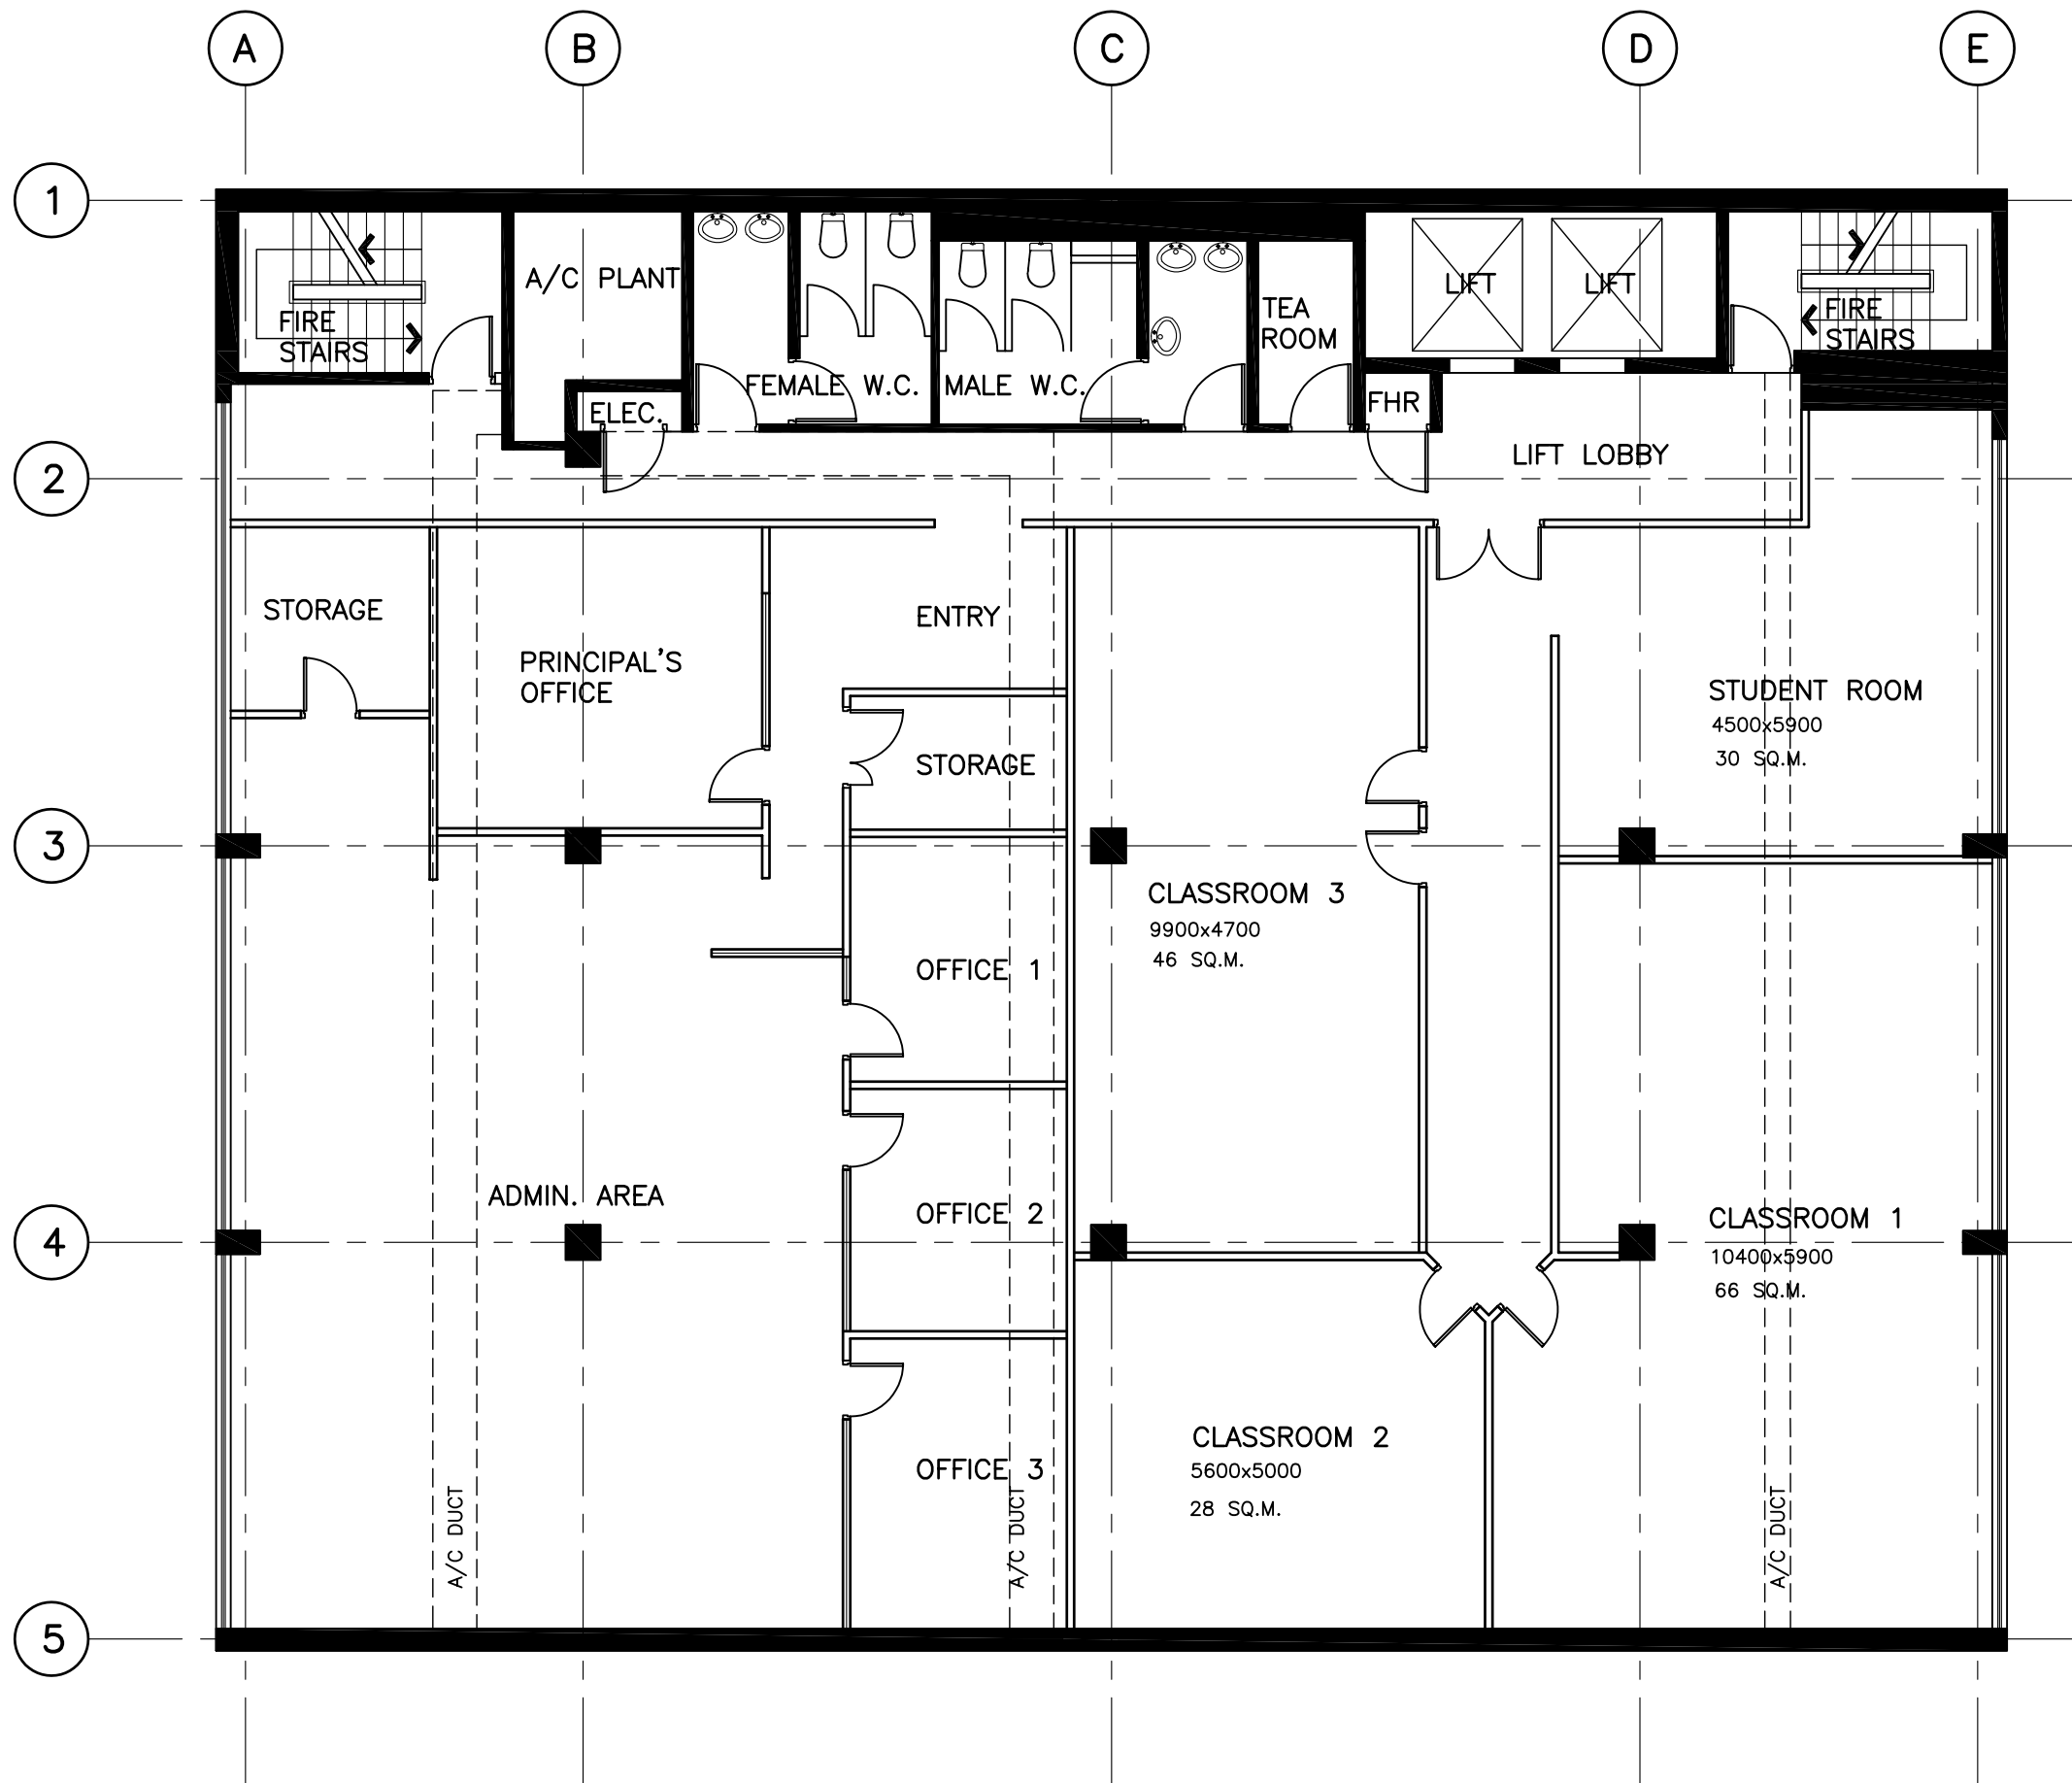 A
B
C
D
E
1
2
3
4
5
FIRE
STAIRS
A/C PLANT
ELEC.
FEMALE W.C.
MALE W.C.
TEA
ROOM
FHR
LIFT
LIFT
FIRE
STAIRS
LIFT LOBBY
STORAGE
PRINCIPAL'S
OFFICE
ENTRY
STORAGE
STUDENT ROOM
4500x5900
30 SQ.M.
CLASSROOM 3
9900x4700
46 SQ.M.
OFFICE 1
ADMIN. AREA
OFFICE 2
CLASSROOM 1
10400x5900
66 SQ.M.
OFFICE 3
CLASSROOM 2
5600x5000
28 SQ.M.
A/C DUCT
A/C DUCT
A/C DUCT